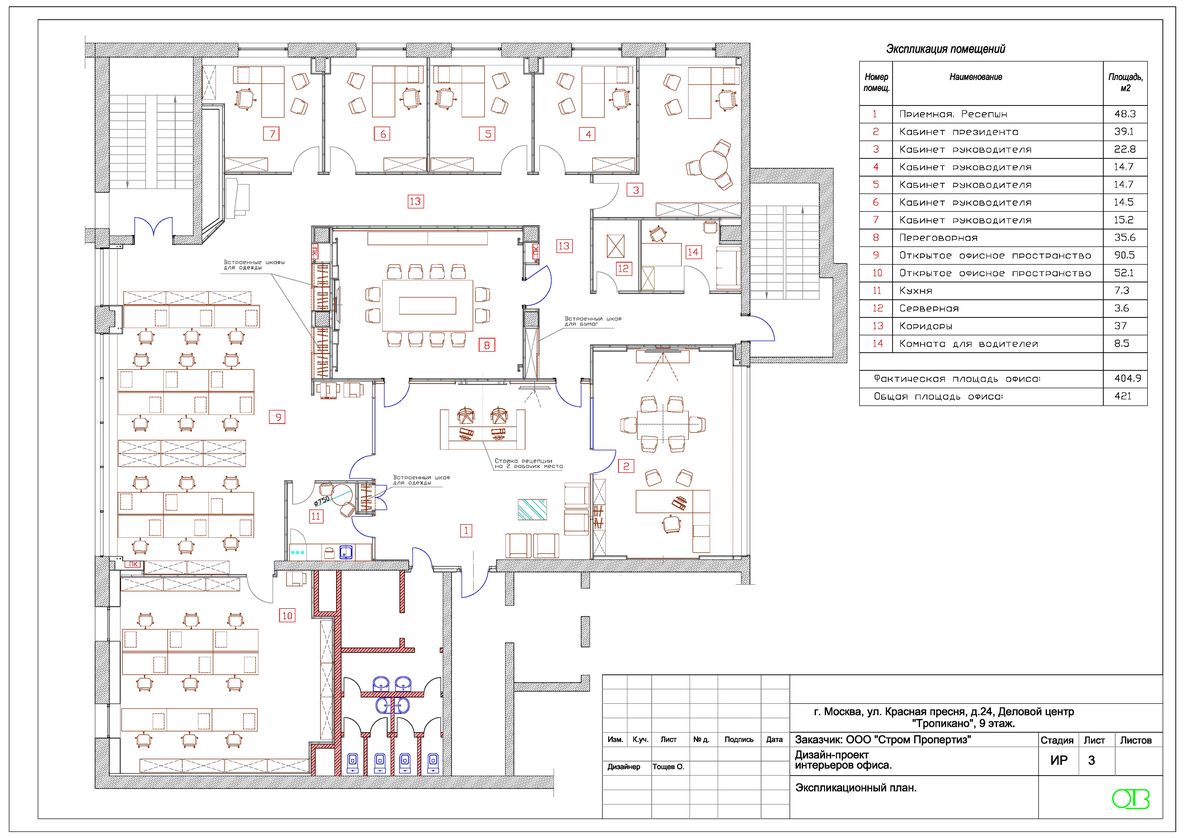 Экспликация помещений
Номер помещ. Наименование Площадь, м2
1 Приемная. Ресепшн 48.3
2 Кабинет президента 39.1
3 Кабинет руководителя 22.8
4 Кабинет руководителя 14.7
5 Кабинет руководителя 14.7
6 Кабинет руководителя 14.5
7 Кабинет руководителя 15.2
8 Переговорная 35.6
9 Открытое офисное пространство 90.5
10 Открытое офисное пространство 52.1
11 Кухня 7.3
12 Серверная 3.6
13 Коридоры 37
14 Комната для водителей 8.5
Фактическая площадь офиса: 404.9
Общая площадь офиса: 421
7
6
5
4
3
13
13
12
14
ПК
ПК
Встроенные шкафы
для одежды
Встроенный шкаф
для бумаг
8
9
2
Стойка рецепции
на 2 рабочих места
Встроенный шкаф
для одежды
Ø750
11
1
ПК
10
г. Москва, ул. Красная пресня, д.24, Деловой центр
"Тропикано", 9 этаж.
Изм. К.уч. Лист № д. Подпись Дата
Заказчик: ООО "Стром Пропертиз"
Стадия Лист Листов
Дизайнер Тощев О.
Дизайн-проект
интерьеров офиса.
ИР 3
Экспликационный план.